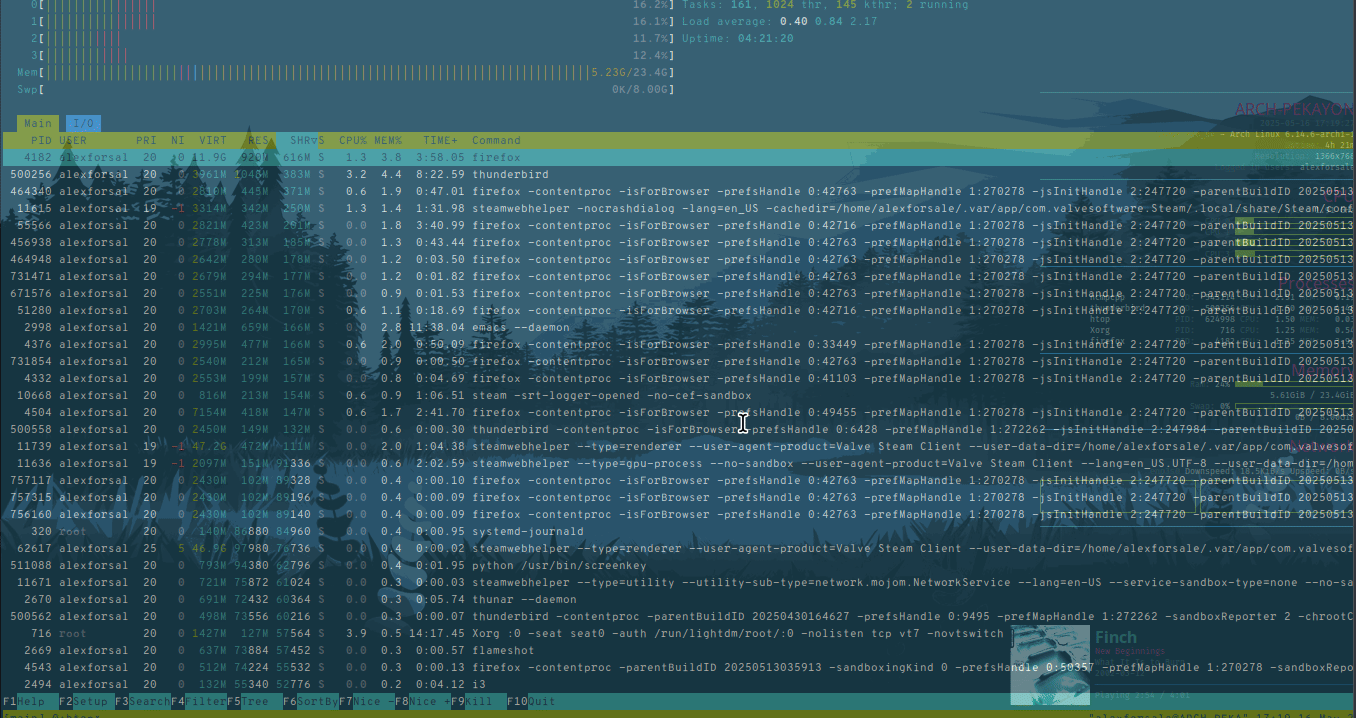 0[ 16.2%] Tasks: 161, 1024 thr, 145 kthr; 2 running
1[ 16.1%] Load average: 0.40 0.84 2.17
2[ 11.7%] Uptime: 04:21:20
3[ 12.4%]
Mem[ 5.23G/23.4G]
Swp[ 0K/8.00G]
ARCH-PEKAYON
Main I/O
- Arch Linux 6.14.6-arch1-1
PID USER PRI NI VIRT RES SHR▽S CPU% MEM% TIME+ Command
4182 alexforsal 20 0 11.9G 920M 616M S 1.3 3.8 3:58.05 firefox
500256 alexforsal 20 0 3961M 1048M 383M S 3.2 4.4 8:22.59 thunderbird
464340 alexforsal 20 0 2810M 445M 371M S 0.6 1.9 0:47.01 firefox -contentproc -isForBrowser -prefsHandle 0:42763 -prefMapHandle 1:270278 -jsInitHandle 2:247720 -parentBuildID 20250513
11615 alexforsal 19 -1 3314M 342M 250M S 1.3 1.4 1:31.98 steamwebhelper -nocrashdialog -lang=en_US -cachedir=/home/alexforsale/.var/app/com.valvesoftware.Steam/.local/share/Steam/conf
55566 alexforsal 20 0 2821M 423M 201M S 0.0 1.8 3:40.99 firefox -contentproc -isForBrowser -prefsHandle 0:42716 -prefMapHandle 1:270278 -jsInitHandle 2:247720 -parentBuildID 20250513
456938 alexforsal 20 0 2778M 313M 185M S 0.0 1.3 0:43.44 firefox -contentproc -isForBrowser -prefsHandle 0:42763 -prefMapHandle 1:270278 -jsInitHandle 2:247720 -parentBuildID 20250513
464948 alexforsal 20 0 2642M 280M 178M S 0.0 1.2 0:03.50 firefox -contentproc -isForBrowser -prefsHandle 0:42763 -prefMapHandle 1:270278 -jsInitHandle 2:247720 -parentBuildID 20250513
731471 alexforsal 20 0 2679M 294M 177M S 0.0 1.2 0:01.82 firefox -contentproc -isForBrowser -prefsHandle 0:42763 -prefMapHandle 1:270278 -jsInitHandle 2:247720 -parentBuildID 20250513
671576 alexforsal 20 0 2551M 225M 176M S 0.0 0.9 0:01.53 firefox -contentproc -isForBrowser -prefsHandle 0:42763 -prefMapHandle 1:270278 -jsInitHandle 2:247720 -parentBuildID 20250513
51280 alexforsal 20 0 2703M 264M 170M S 0.6 1.1 0:18.69 firefox -contentproc -isForBrowser -prefsHandle 0:42716 -prefMapHandle 1:270278 -jsInitHandle 2:247720 -parentBuildID 20250513
2998 alexforsal 20 0 1421M 659M 166M S 0.0 2.8 11:38.04 emacs --daemon
4376 alexforsal 20 0 2995M 477M 166M S 0.6 2.0 0:50.09 firefox -contentproc -isForBrowser -prefsHandle 0:33449 -prefMapHandle 1:270278 -jsInitHandle 2:247720 -parentBuildID 20250513
731854 alexforsal 20 0 2540M 212M 165M S 0.0 0.9 0:00.50 firefox -contentproc -isForBrowser -prefsHandle 0:42763 -prefMapHandle 1:270278 -jsInitHandle 2:247720 -parentBuildID 20250513
4332 alexforsal 20 0 2553M 199M 157M S 0.0 0.8 0:04.69 firefox -contentproc -isForBrowser -prefsHandle 0:41103 -prefMapHandle 1:270278 -jsInitHandle 2:247720 -parentBuildID 20250513
10668 alexforsal 20 0 816M 213M 154M S 0.6 0.9 1:06.51 steam -srt-logger-opened -no-cef-sandbox
4504 alexforsal 20 0 7154M 418M 147M S 0.6 1.7 2:41.70 firefox -contentproc -isForBrowser -prefsHandle 0:49455 -prefMapHandle 1:270278 -jsInitHandle 2:247720 -parentBuildID 20250513
500558 alexforsal 20 0 2450M 149M 132M S 0.0 0.6 0:00.30 thunderbird -contentproc -isForBrowser -prefsHandle 0:6428 -prefMapHandle 1:272262 -jsInitHandle 2:247984 -parentBuildID 20250
11739 alexforsal 19 -1 47.2G 472M 111M S 0.0 2.0 1:04.38 steamwebhelper --type=renderer --user-agent-product=Valve Steam Client --user-data-dir=/home/alexforsale/.var/app/com.valvesof
11636 alexforsal 19 -1 2097M 151M 91336 S 0.0 0.6 2:02.59 steamwebhelper --type=gpu-process --no-sandbox --user-agent-product=Valve Steam Client --lang=en_US.UTF-8 --user-data-dir=/hom
757114 alexforsal 20 0 2430M 102M 89328 S 0.0 0.4 0:00.10 firefox -contentproc -isForBrowser -prefsHandle 0:42763 -prefMapHandle 1:270278 -jsInitHandle 2:247720 -parentBuildID 20250513
757315 alexforsal 20 0 2430M 102M 89196 S 0.0 0.4 0:00.09 firefox -contentproc -isForBrowser -prefsHandle 0:42763 -prefMapHandle 1:270278 -jsInitHandle 2:247720 -parentBuildID 20250513
756160 alexforsal 20 0 2430M 102M 89140 S 0.0 0.4 0:00.09 firefox -contentproc -isForBrowser -prefsHandle 0:42763 -prefMapHandle 1:270278 -jsInitHandle 2:247720 -parentBuildID 20250513
320 root 20 0 140M 86880 84960 S 0.0 0.4 0:00.95 systemd-journald
62617 alexforsal 25 5 46.9G 97980 76736 S 0.0 0.4 0:00.02 steamwebhelper --type=renderer --user-agent-product=Valve Steam Client --user-data-dir=/home/alexforsale/.var/app/com.valvesof
511088 alexforsal 20 0 793M 94380 62796 S 0.0 0.4 0:01.95 python /usr/bin/screenkey
11671 alexforsal 20 0 721M 75872 61024 S 0.0 0.3 0:00.03 steamwebhelper --type=utility --utility-sub-type=network.mojom.NetworkService --lang=en-US --service-sandbox-type=none --no-sa
2670 alexforsal 20 0 691M 72432 60364 S 0.0 0.3 0:05.74 thunar --daemon
500562 alexforsal 20 0 498M 73556 60216 S 0.0 0.3 0:00.07 thunderbird -contentproc -parentBuildID 20250430164627 -prefsHandle 0:9495 -prefMapHandle 1:272262 -sandboxReporter 2 -chrootC
716 root 20 0 1427M 127M 57564 S 3.9 0.5 14:17.45 Xorg :0 -seat seat0 -auth /run/lightdm/root/:0 -nolisten tcp vt7 -novtswitch
Finch
New Beginnings
2669 alexforsal 20 0 637M 73884 57452 S 0.0 0.3 0:00.57 flameshot
4543 alexforsal 20 0 512M 74224 55532 S 0.0 0.3 0:00.13 firefox -contentproc -parentBuildID 20250513035913 -sandboxingKind 0 -prefsHandle 0:50357 -prefMapHandle 1:270278 -sandboxRepo
2494 alexforsal 20 0 132M 55340 52776 S 0.0 0.2 0:04.12 i3
Playing 2:54 / 4:01
F1Help F2Setup F3SearchF4FilterF5Tree F6SortByF7Nice -F8Nice +F9Kill F10Quit